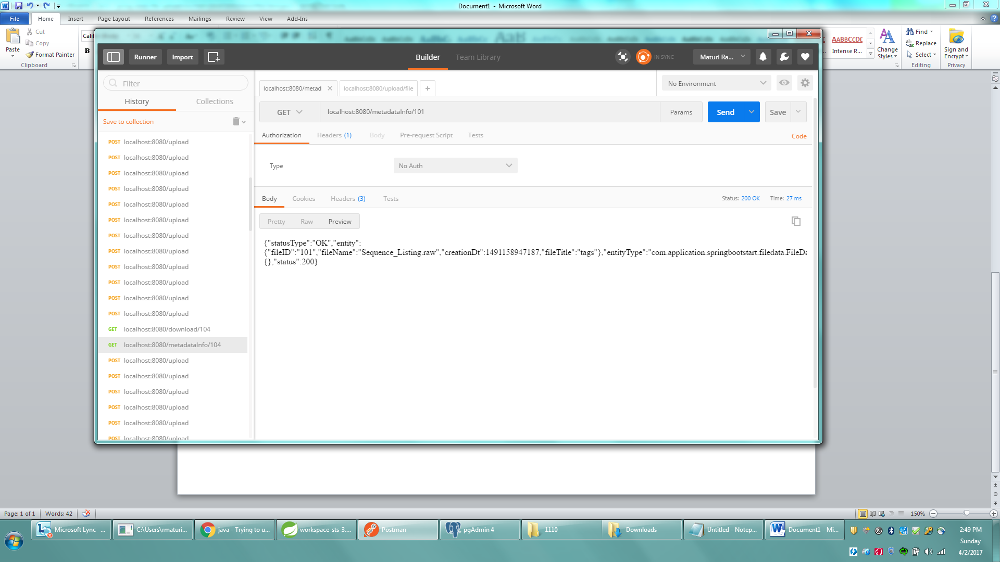 Document1 - Microsoft Word
File Home Insert Page Layout References Mailings Review View Add-Ins
Paste
Cut
Copy
Format Painter
Clipboard
B
AABBCCDE
Intense R...
Change Styles
Find
Replace
Select
Editing
Sign and Encrypt
Privacy
Runner Import
Builder Team Library
IN SYNC
Maturi Ra...
Filter
History Collections
Save to collection
POST localhost:8080/upload
POST localhost:8080/upload
POST localhost:8080/upload
POST localhost:8080/upload
POST localhost:8080/upload
POST localhost:8080/upload
POST localhost:8080/upload
POST localhost:8080/upload
POST localhost:8080/upload
POST localhost:8080/upload
POST localhost:8080/upload
POST localhost:8080/upload
GET localhost:8080/download/104
GET localhost:8080/metadataInfo/104
POST localhost:8080/upload
POST localhost:8080/upload
POST localhost:8080/upload
POST localhost:8080/upload
POST localhost:8080/upload
POST localhost:8080/upload
localhost:8080/metad localhost:8080/upload/file +
No Environment
GET localhost:8080/metadataInfo/101 Params Send Save
Authorization Headers (1) Body Pre-request Script Tests Code
Type No Auth
Body Cookies Headers (3) Tests Status: 200 OK Time: 27 ms
Pretty Raw Preview
{"statusType":"OK","entity":
{"fileID":"101","fileName":"Sequence_Listing.raw","creationDt":1491158947187,"fileTitle":"tags"},"entityType":"com.application.springbootstart.filedata.FileDa
{},"status":200}
Page: 1 of 1 Words: 42
150%
Microsoft Lync ...
C:\Users\rmaturi...
java - Trying to u...
workspace-sts-3....
Postman
pgAdmin 4
1110
Downloads
Untitled - Notep...
Document1 - Mi...
2:49 PM
Sunday
4/2/2017